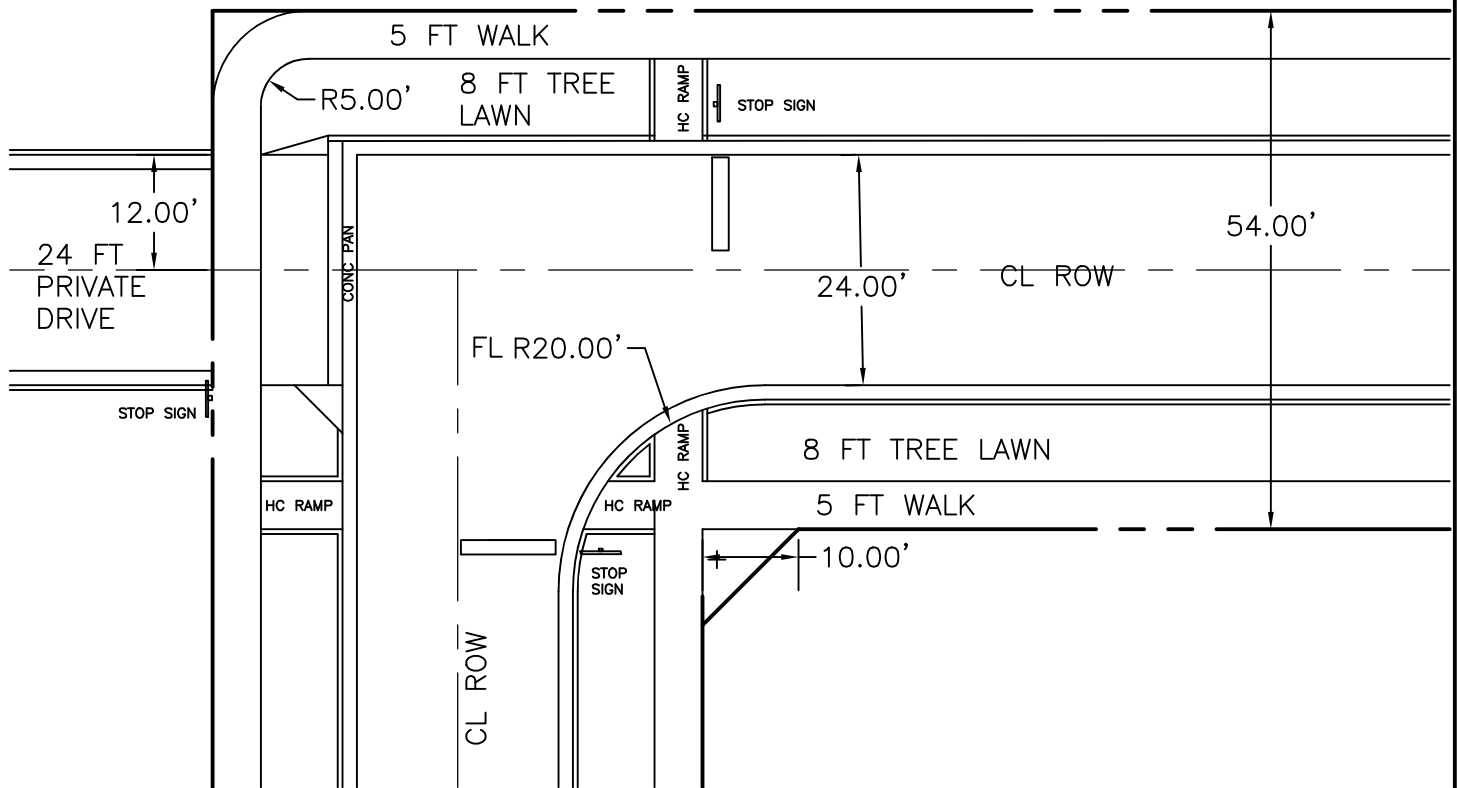 5 FT WALK
8 FT TREE
LAWN
R5.00'
HC RAMP
STOP SIGN
12.00'
54.00'
24 FT
PRIVATE
DRIVE
CONC PAN
24.00'
CL ROW
FL R20.00'
STOP SIGN
8 FT TREE LAWN
HC RAMP
HC RAMP
HC RAMP
5 FT WALK
10.00'
STOP
SIGN
CL ROW